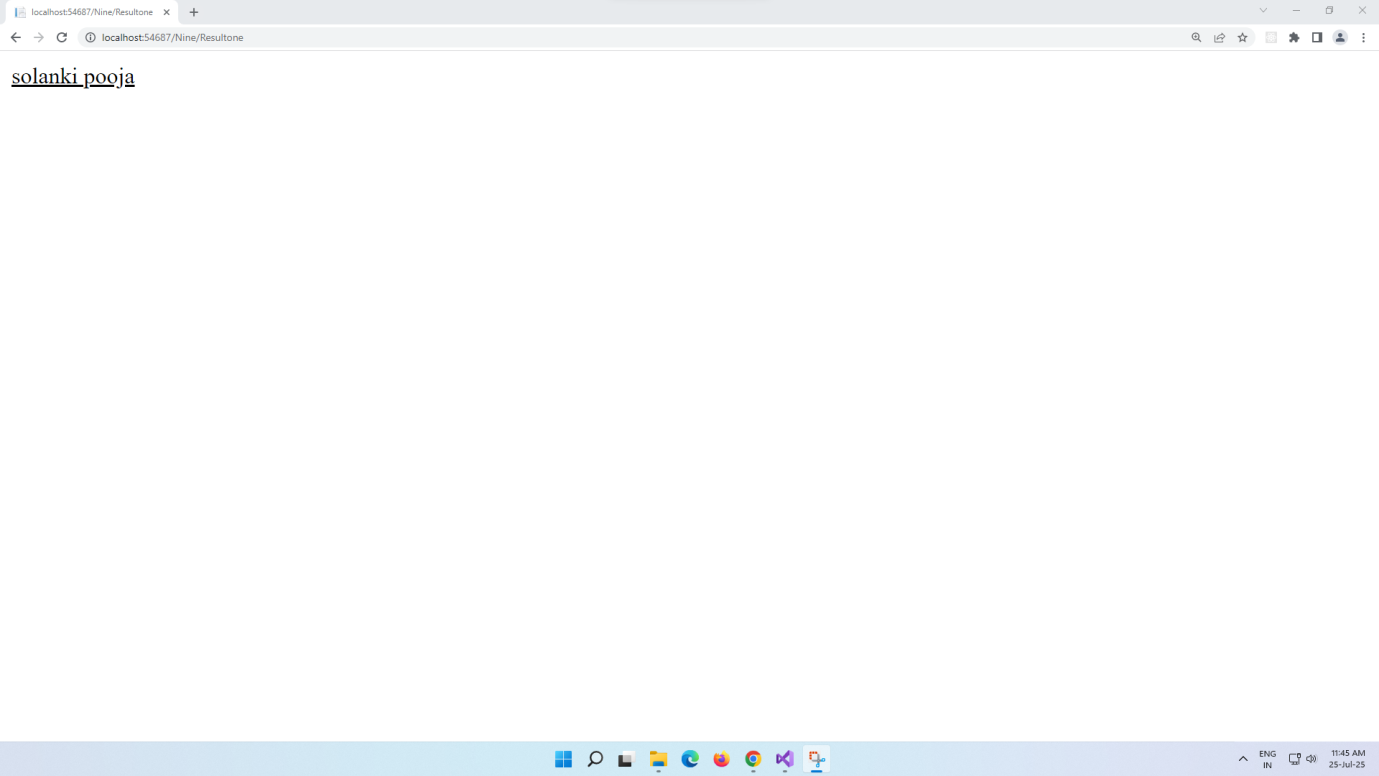 localhost:54687/Nine/Resultone
localhost:54687/Nine/Resultone
solanki pooja
ENG
IN
11:45 AM
25-Jul-25